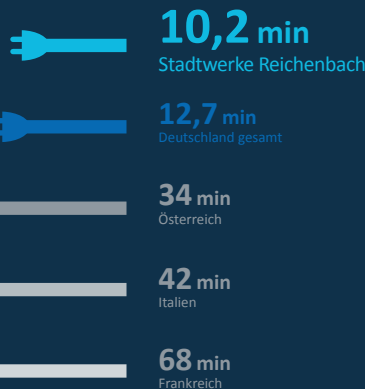 10,2 min
Stadtwerke Reichenbach
12,7 min
Deutschland gesamt
34 min
Österreich
42 min
Italien
68 min
Frankreich